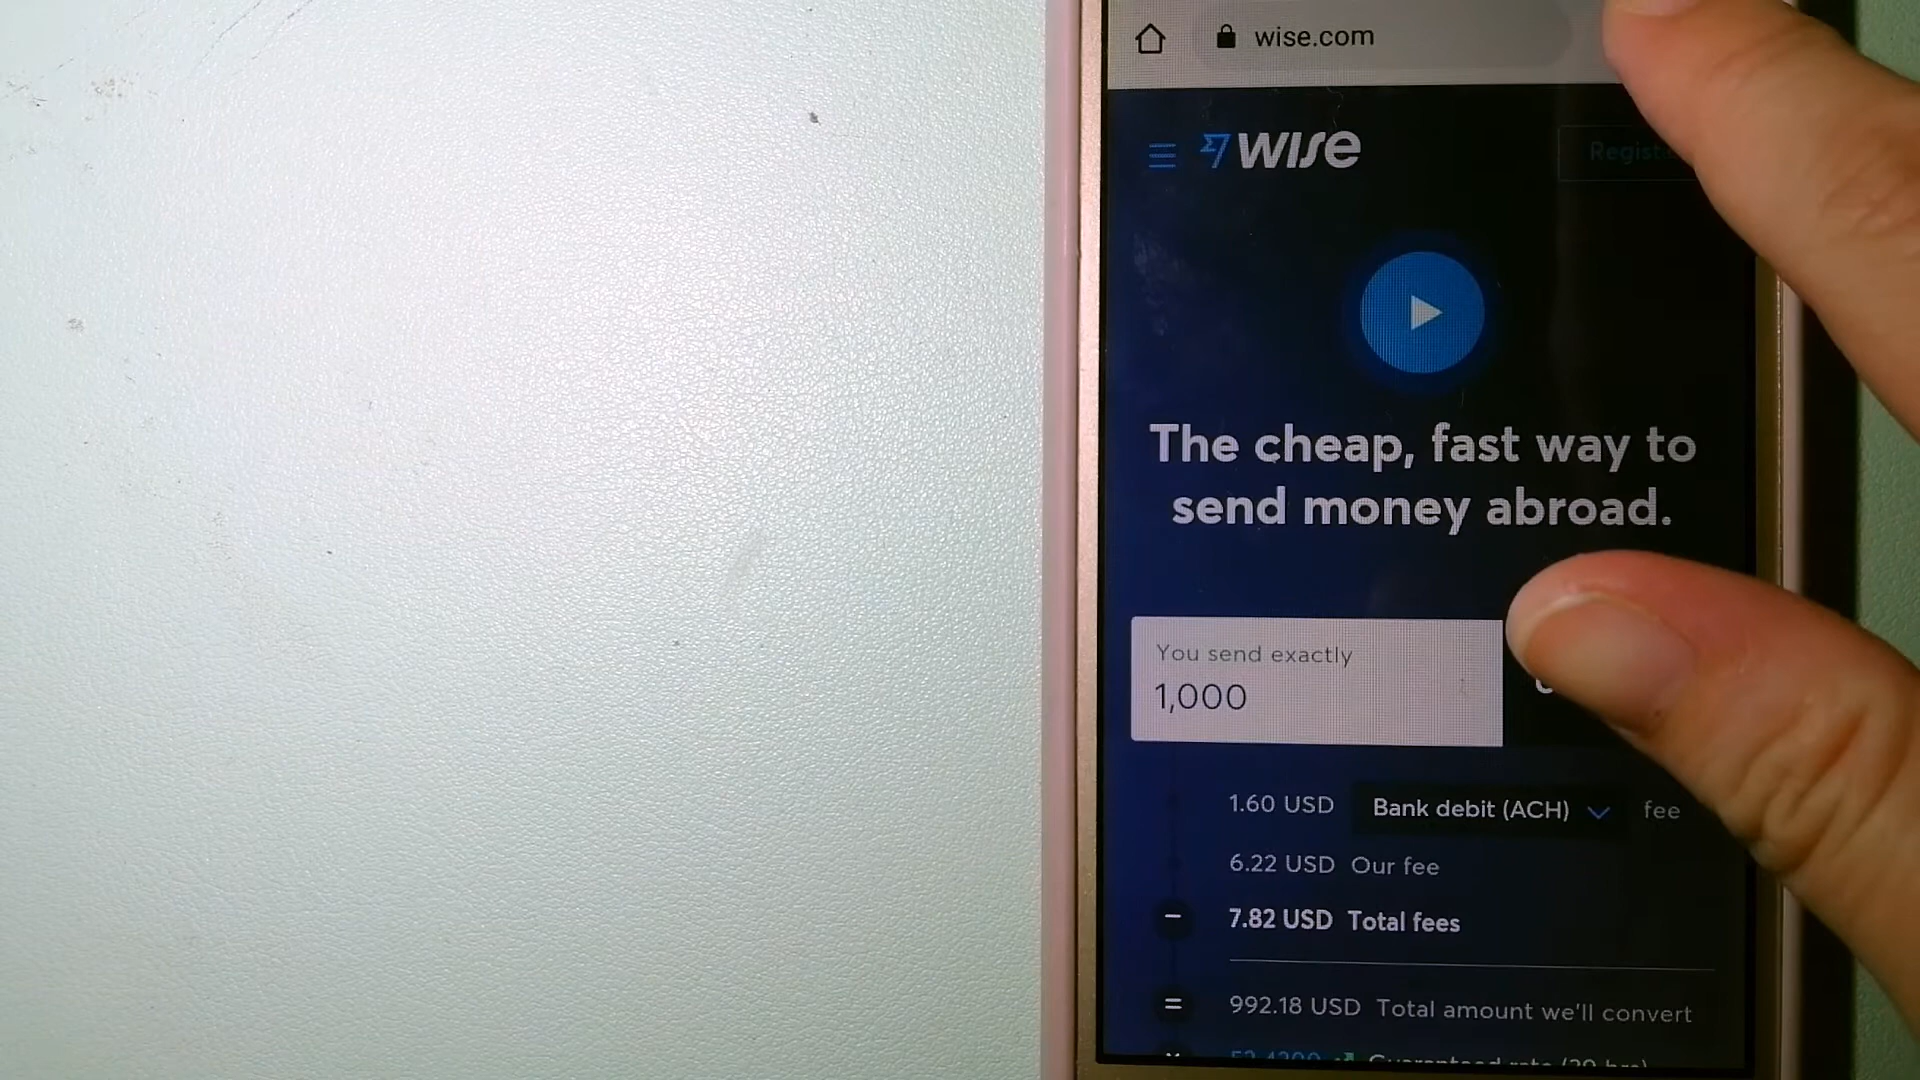 wise.com
wise
The cheap, fast way to
send money abroad.
You send exactly
1,000
1.60 USD Bank debit (ACH) fee
6.22 USD Our fee
7.82 USD Total fees
992.18 USD Total amount we'll convert
Guaranteed rate